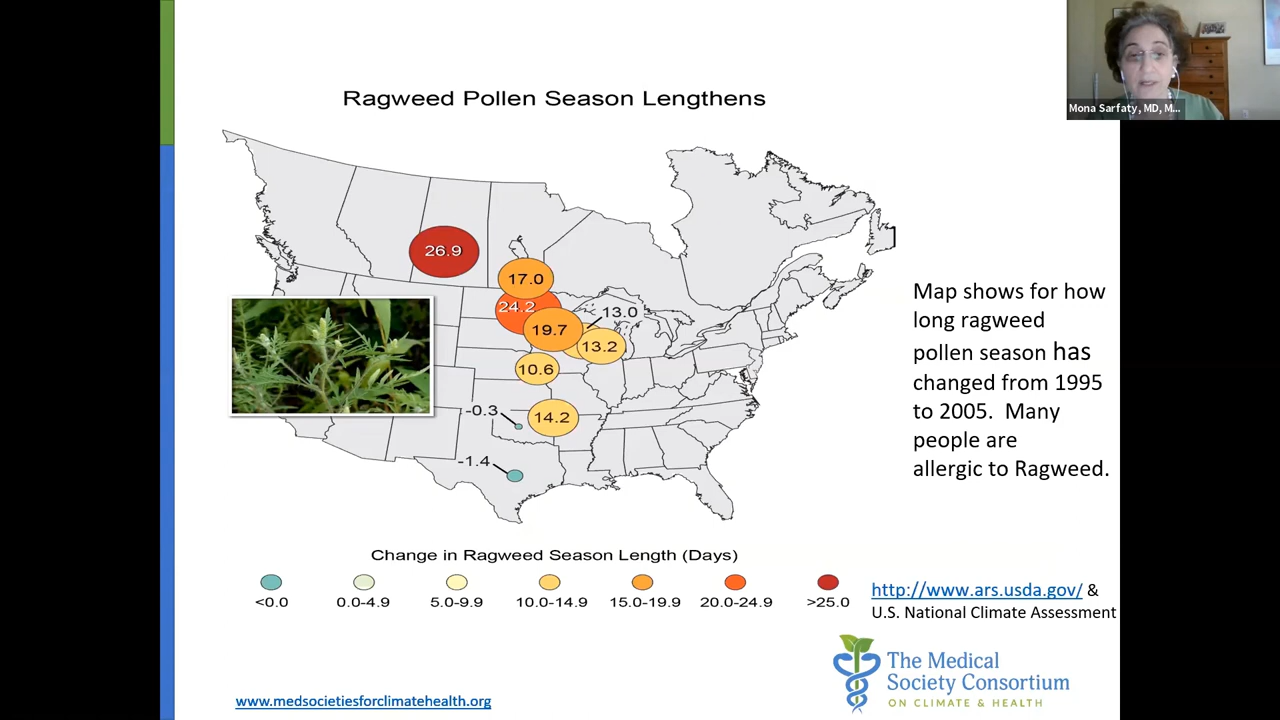 Mona Sarfaty, MD, M...
Ragweed Pollen Season Lengthens
26.9
17.0
24.2
13.0
19.7
13.2
10.6
-0.3
14.2
-1.4
Map shows for how
long ragweed
pollen season has
changed from 1995
to 2005. Many
people are
allergic to Ragweed.
Change in Ragweed Season Length (Days)
<0.0
0.0-4.9
5.0-9.9
10.0-14.9
15.0-19.9
20.0-24.9
>25.0
http://www.ars.usda.gov/ &
U.S. National Climate Assessment
The Medical
Society Consortium
ON CLIMATE & HEALTH
www.medsocietiesforclimatehealth.org